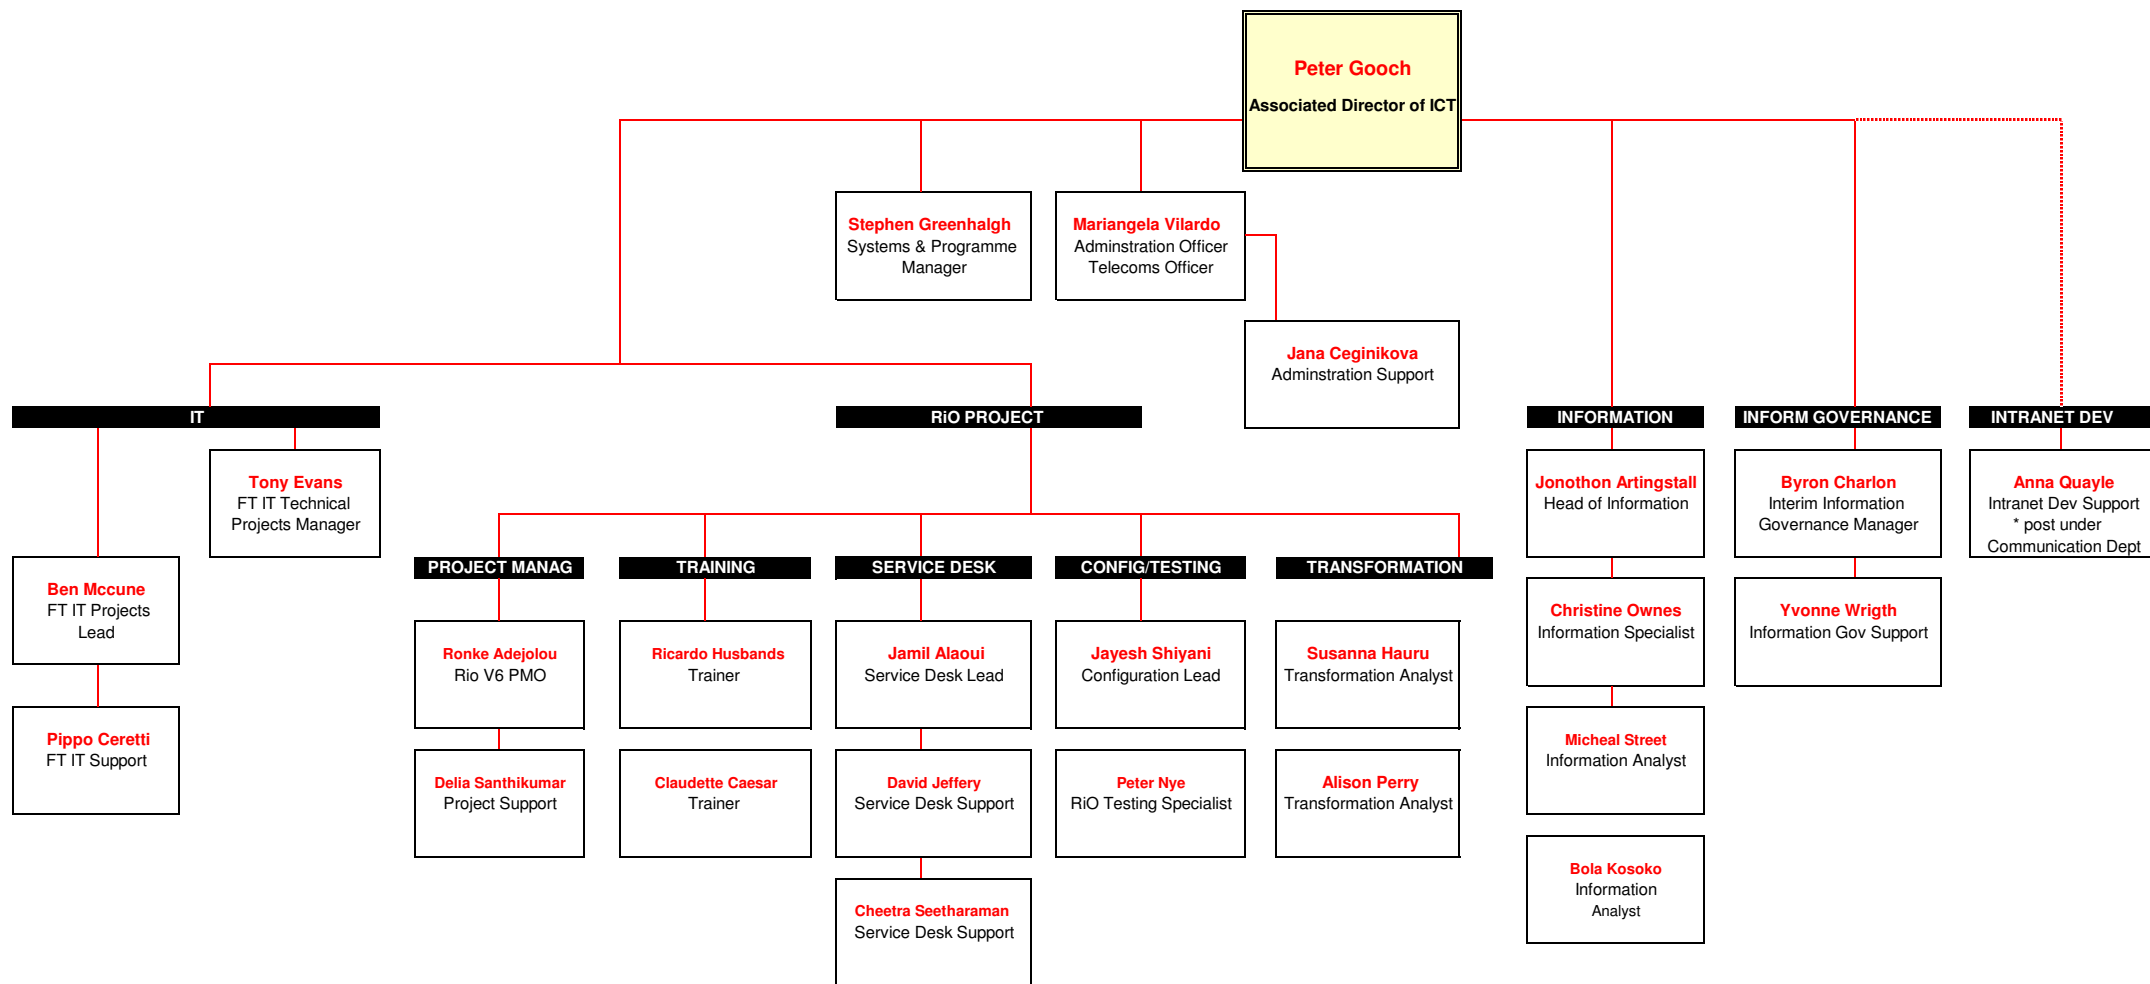 Peter Gooch
Associated Director of ICT
Stephen Greenhalgh
Systems & Programme
Manager
Mariangela Vilardo
Adminstration Officer
Telecoms Officer
Jana Ceginikova
Adminstration Support
IT
RiO PROJECT
INFORMATION
INFORM GOVERNANCE
INTRANET DEV
Tony Evans
FT IT Technical
Projects Manager
Jonothon Artingstall
Head of Information
Byron Charlon
Interim Information
Governance Manager
Anna Quayle
Intranet Dev Support
* post under
Communication Dept
Ben Mccune
FT IT Projects
Lead
PROJECT MANAG
TRAINING
SERVICE DESK
CONFIG/TESTING
TRANSFORMATION
Christine Ownes
Information Specialist
Yvonne Wrigth
Information Gov Support
Ronke Adejolou
Rio V6 PMO
Ricardo Husbands
Trainer
Jamil Alaoui
Service Desk Lead
Jayesh Shiyani
Configuration Lead
Susanna Hauru
Transformation Analyst
Pippo Ceretti
FT IT Support
Micheal Street
Information Analyst
Delia Santhikumar
Project Support
Claudette Caesar
Trainer
David Jeffery
Service Desk Support
Peter Nye
RiO Testing Specialist
Alison Perry
Transformation Analyst
Bola Kosoko
Information
Analyst
Cheetra Seetharaman
Service Desk Support